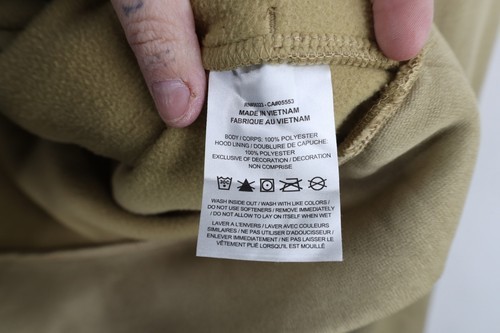 MADE IN VIETNAM
FABRIQUE AU VIETNAM
BODY / CORPS: 100% POLYESTER
HOOD LINING / DOUBLURE DE CAPUCHE
100% POLYESTER
EXCLUSIVE OF DECORATION / DECORATION
NON COMPRISE
WASH INSIDE OUT / WASH WITH LIKE COLORS /
DO NOT USE SOFTENERS / REMOVE IMMEDIATELY
/ DO NOT ALLOW TO LAY ON ITSELF WHEN WET
LAVER A L'ENVERS / LAVER AVEC COULEURS
SIMILAIRES / NE PAS UTILISER D'ADOUCISSEUR/
ENLEVER IMMEDIATEMENT / NE PAS LAISSER LE
VÊTEMENT PLIÉ LORSQU'IL EST MOUILLÉ